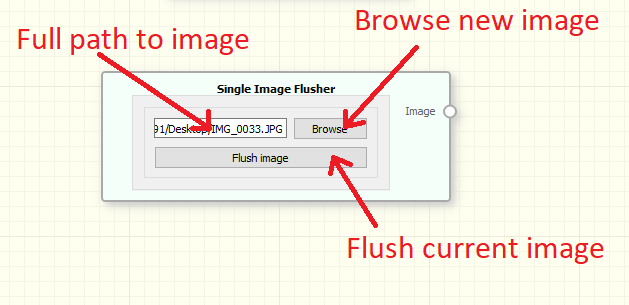 Full path to image
Browse new image
Single Image Flusher
Image
91/Desktop/IMG_0033.JPG
Browse
Flush image
Flush current image